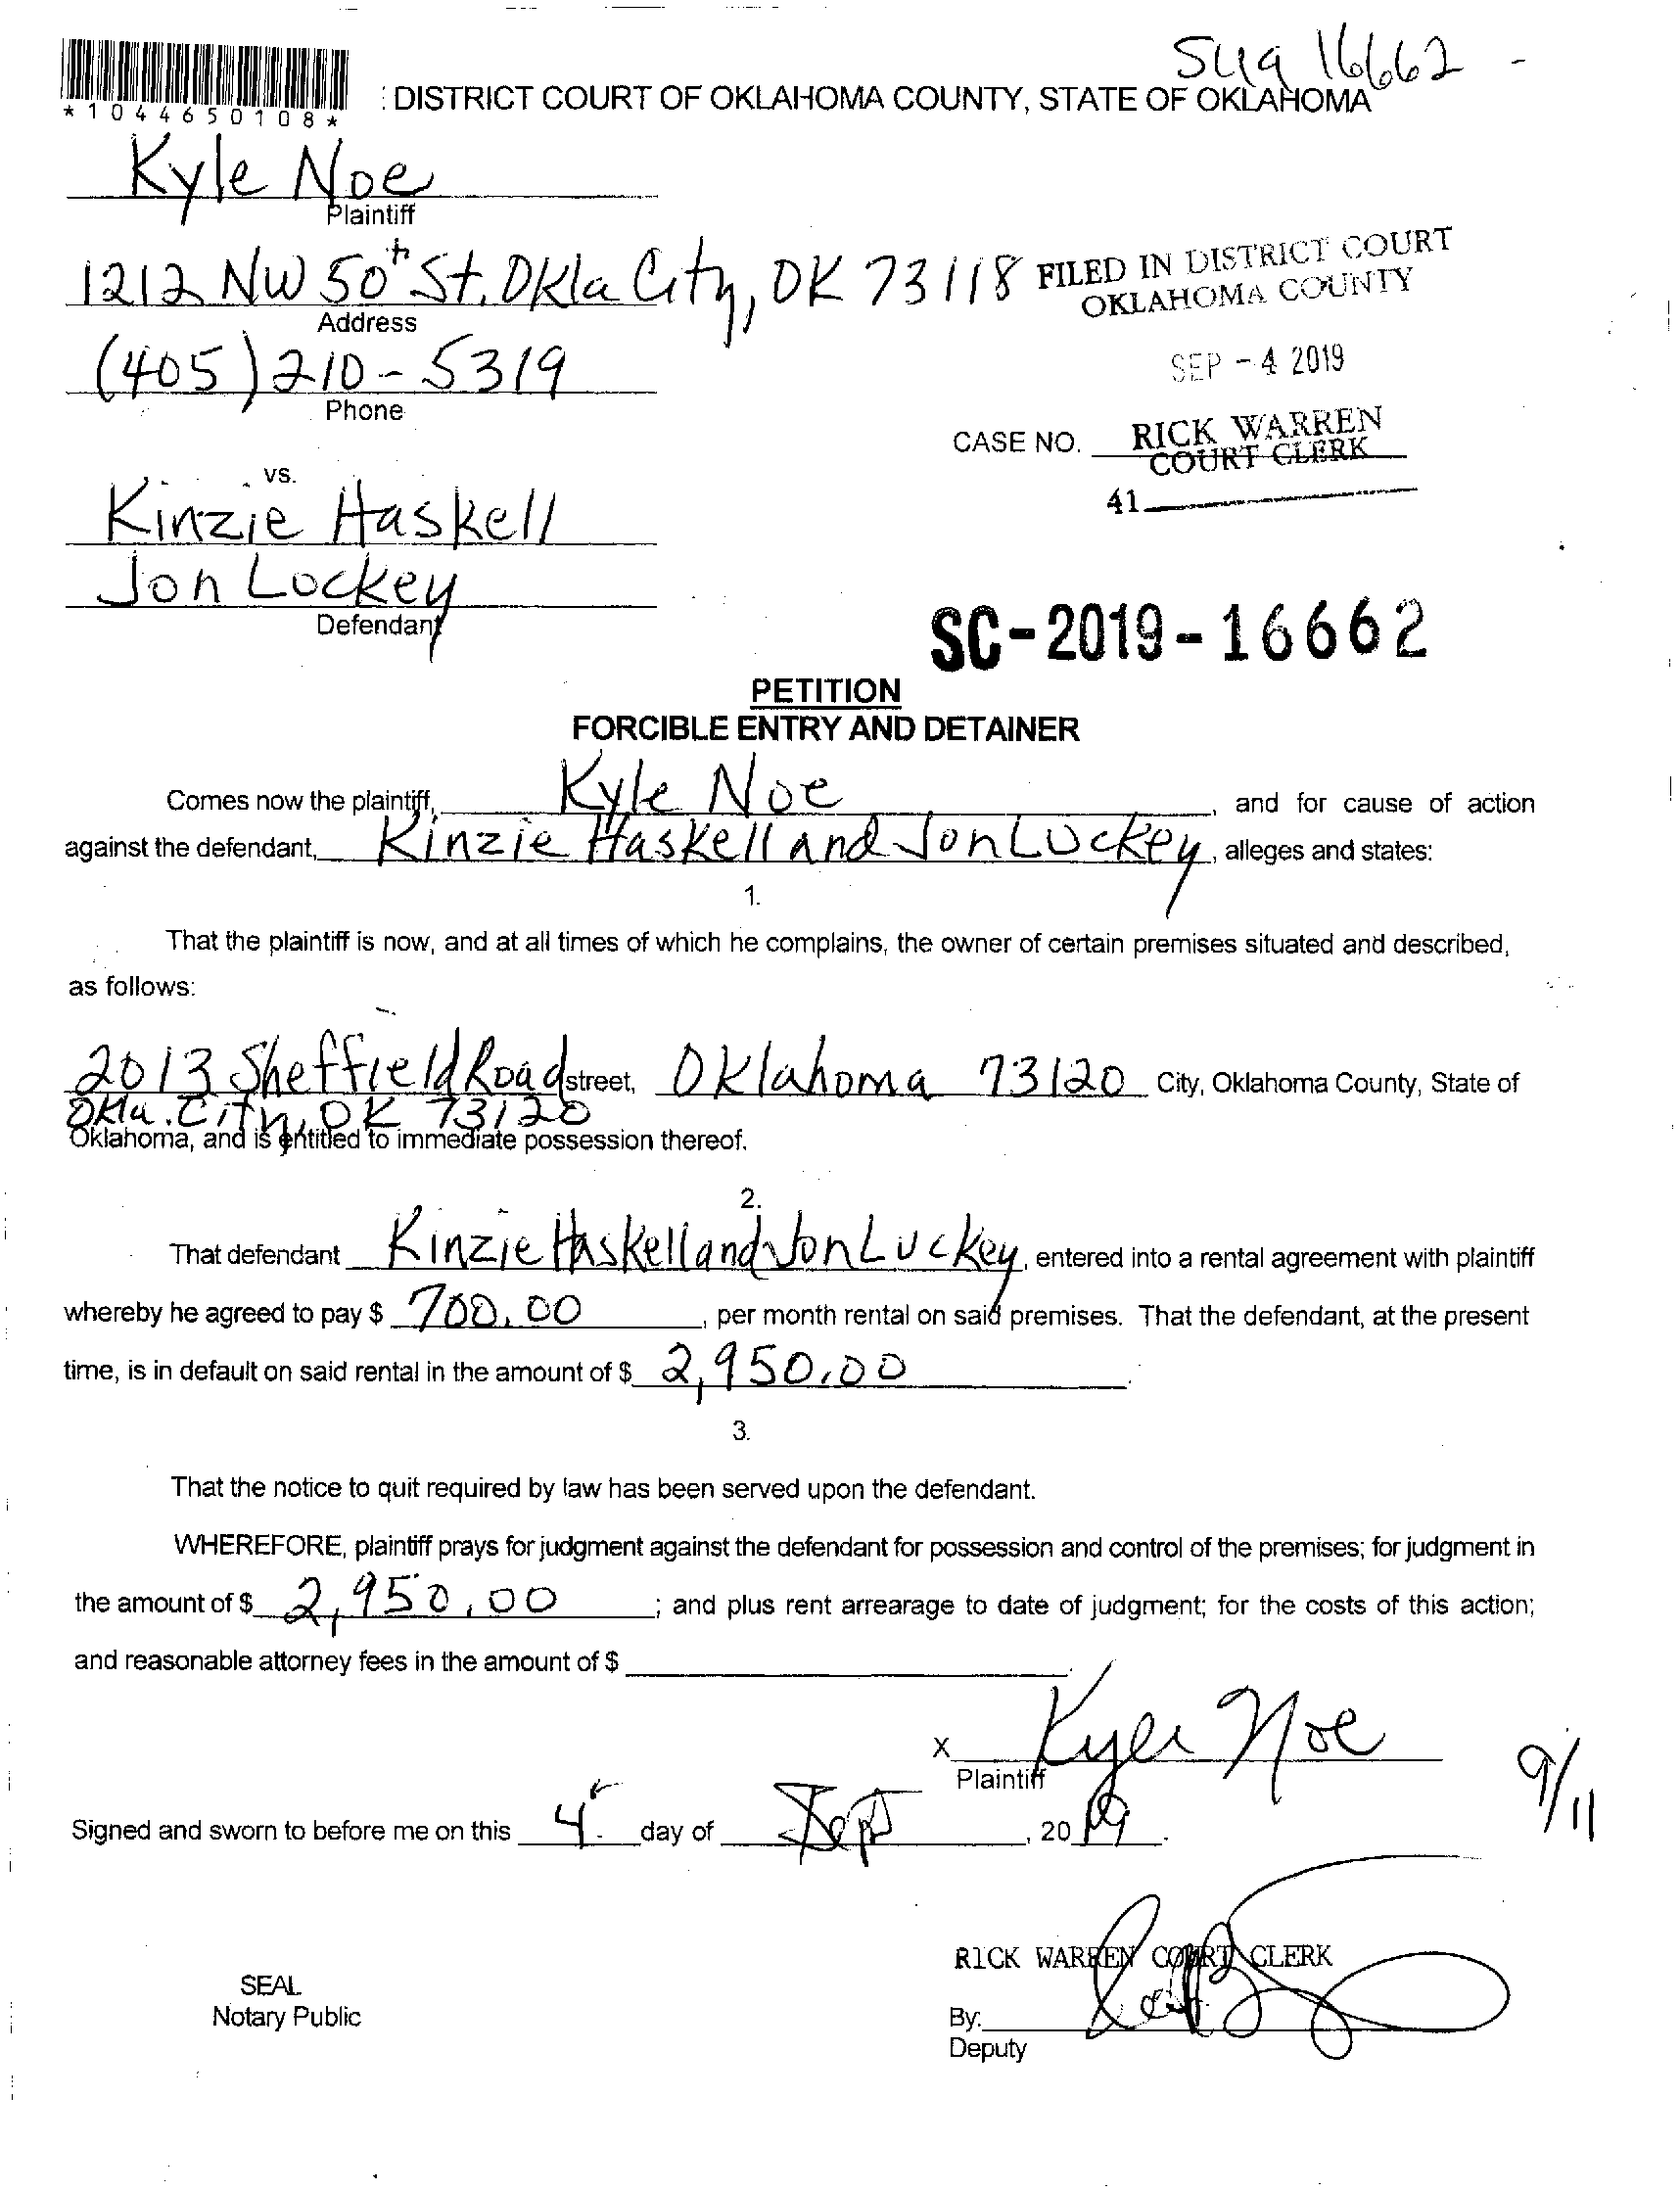 SC19 16662 -
*1044650108*
: DISTRICT COURT OF OKLAHOMA COUNTY, STATE OF OKLAHOMA
Kyle Noe
Plaintiff
1212 NW 50th St. Okla City, OK 73118
Address
FILED IN DISTRICT COURT
OKLAHOMA COUNTY
(405) 210-5319
Phone
SEP - 4 2019
CASE NO. RICK WARREN
COURT CLERK
41
vs.
Kinzie Haskell
Jon Lockey
Defendant
SC-2019-16662
PETITION
FORCIBLE ENTRY AND DETAINER
Comes now the plaintiff, Kyle Noe, and for cause of action
against the defendant, Kinzie Haskell and Jon Luckey, alleges and states:
1.
That the plaintiff is now, and at all times of which he complains, the owner of certain premises situated and described,
as follows:
2013 Sheffield Road street, Oklahoma 73120 City, Oklahoma County, State of
Okla. City, OK 73120
Oklahoma, and is entitled to immediate possession thereof.
2.
That defendant Kinzie Haskell and Jon Luckey, entered into a rental agreement with plaintiff
whereby he agreed to pay $ 700.00, per month rental on said premises. That the defendant, at the present
time, is in default on said rental in the amount of $ 2,950.00.
3.
That the notice to quit required by law has been served upon the defendant.
WHEREFORE, plaintiff prays for judgment against the defendant for possession and control of the premises; for judgment in
the amount of $ 2,950.00; and plus rent arrearage to date of judgment; for the costs of this action;
and reasonable attorney fees in the amount of $
x Kyle Noe
Plaintiff
9/11
Signed and sworn to before me on this 4 day of Sept, 2019.
RICK WARREN COURT CLERK
SEAL
Notary Public
By:
Deputy